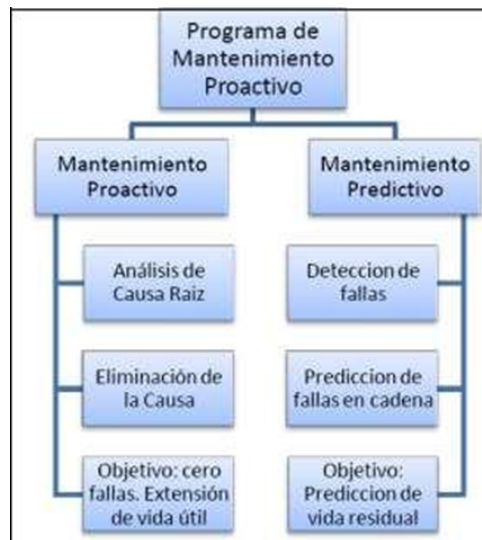 Programa de
Mantenimiento
Proactivo
Mantenimiento
Proactivo
Análisis de
Causa Raiz
Eliminación de
la Causa
Objetivo: cero
fallas. Extensión
de vida útil
Mantenimiento
Predictivo
Deteccion de
fallas
Prediccion de
fallas en cadena
Objetivo:
Prediccion de
vida residual